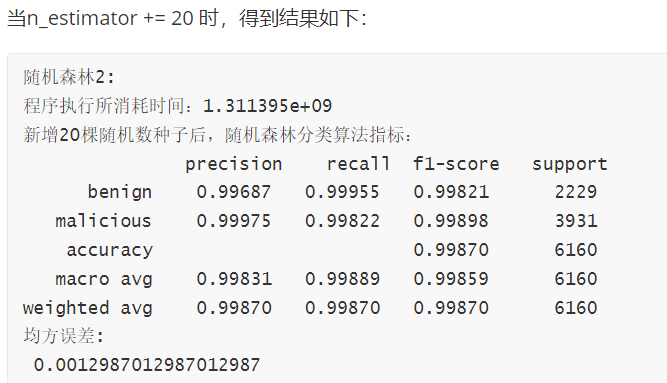 当n_estimator += 20 时，得到结果如下：
随机森林2:
程序执行所消耗时间：1.311395e+09
新增20棵随机数种子后，随机森林分类算法指标：
precision recall f1-score support
benign 0.99687 0.99955 0.99821 2229
malicious 0.99975 0.99822 0.99898 3931
accuracy 0.99870 6160
macro avg 0.99831 0.99889 0.99859 6160
weighted avg 0.99870 0.99870 0.99870 6160
均方误差:
0.0012987012987012987